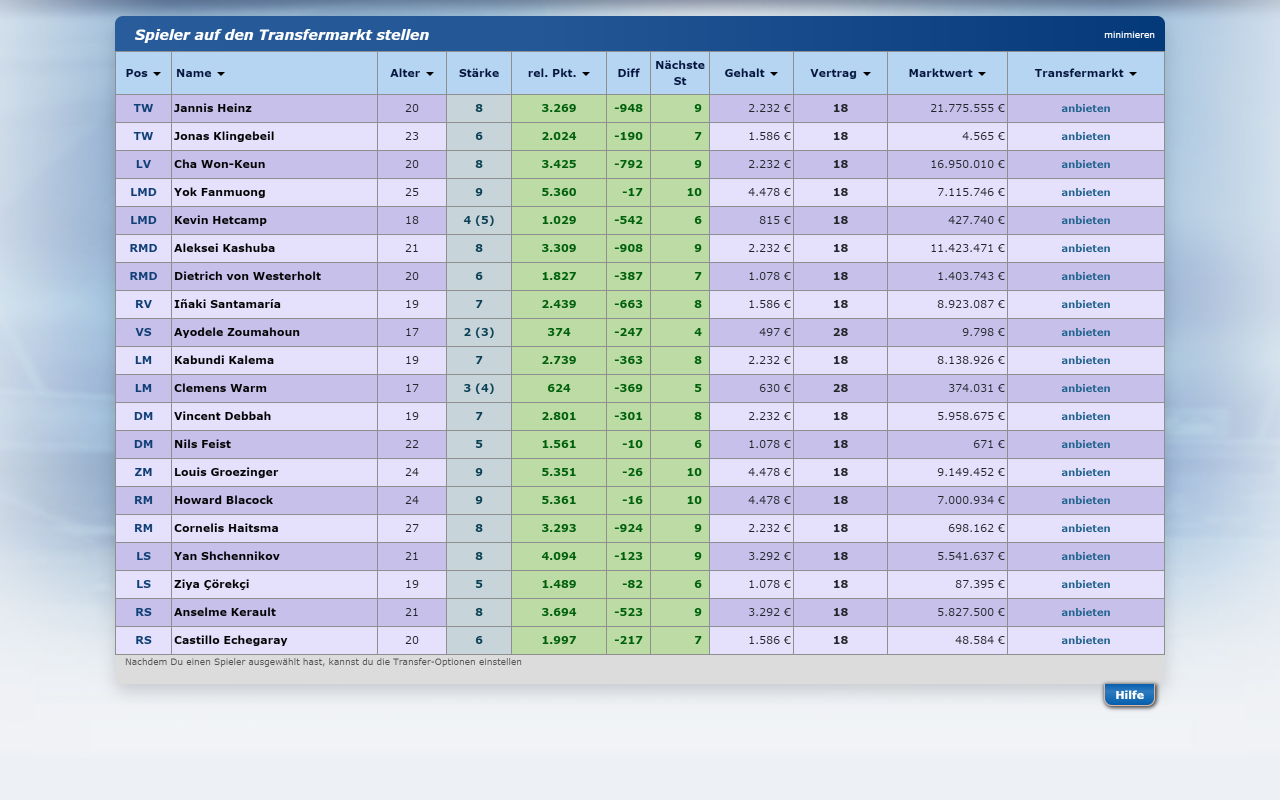 Spieler auf den Transfermarkt stellen minimieren
Pos Name Alter Stärke rel. Pkt. Diff Nächste St Gehalt Vertrag Marktwert Transfermarkt
TW Jannis Heinz 20 8 3.269 -948 9 2.232 € 18 21.775.555 € anbieten
TW Jonas Klingebeil 23 6 2.024 -190 7 1.586 € 18 4.565 € anbieten
LV Cha Won-Keun 20 8 3.425 -792 9 2.232 € 18 16.950.010 € anbieten
LMD Yok Fanmuong 25 9 5.360 -17 10 4.478 € 18 7.115.746 € anbieten
LMD Kevin Hetcamp 18 4 (5) 1.029 -542 6 815 € 18 427.740 € anbieten
RMD Aleksei Kashuba 21 8 3.309 -908 9 2.232 € 18 11.423.471 € anbieten
RMD Dietrich von Westerholt 20 6 1.827 -387 7 1.078 € 18 1.403.743 € anbieten
RV Iñaki Santamaría 19 7 2.439 -663 8 1.586 € 18 8.923.087 € anbieten
VS Ayodele Zoumahoun 17 2 (3) 374 -247 4 497 € 28 9.798 € anbieten
LM Kabundi Kalema 19 7 2.739 -363 8 2.232 € 18 8.138.926 € anbieten
LM Clemens Warm 17 3 (4) 624 -369 5 630 € 28 374.031 € anbieten
DM Vincent Debbah 19 7 2.801 -301 8 2.232 € 18 5.958.675 € anbieten
DM Nils Feist 22 5 1.561 -10 6 1.078 € 18 671 € anbieten
ZM Louis Groezinger 24 9 5.351 -26 10 4.478 € 18 9.149.452 € anbieten
RM Howard Blacock 24 9 5.361 -16 10 4.478 € 18 7.000.934 € anbieten
RM Cornelis Haitsma 27 8 3.293 -924 9 2.232 € 18 698.162 € anbieten
LS Yan Shchennikov 21 8 4.094 -123 9 3.292 € 18 5.541.637 € anbieten
LS Ziya Çörekçi 19 5 1.489 -82 6 1.078 € 18 87.395 € anbieten
RS Anselme Kerault 21 8 3.694 -523 9 3.292 € 18 5.827.500 € anbieten
RS Castillo Echegaray 20 6 1.997 -217 7 1.586 € 18 48.584 € anbieten
Nachdem Du einen Spieler ausgewählt hast, kannst du die Transfer-Optionen einstellen
Hilfe